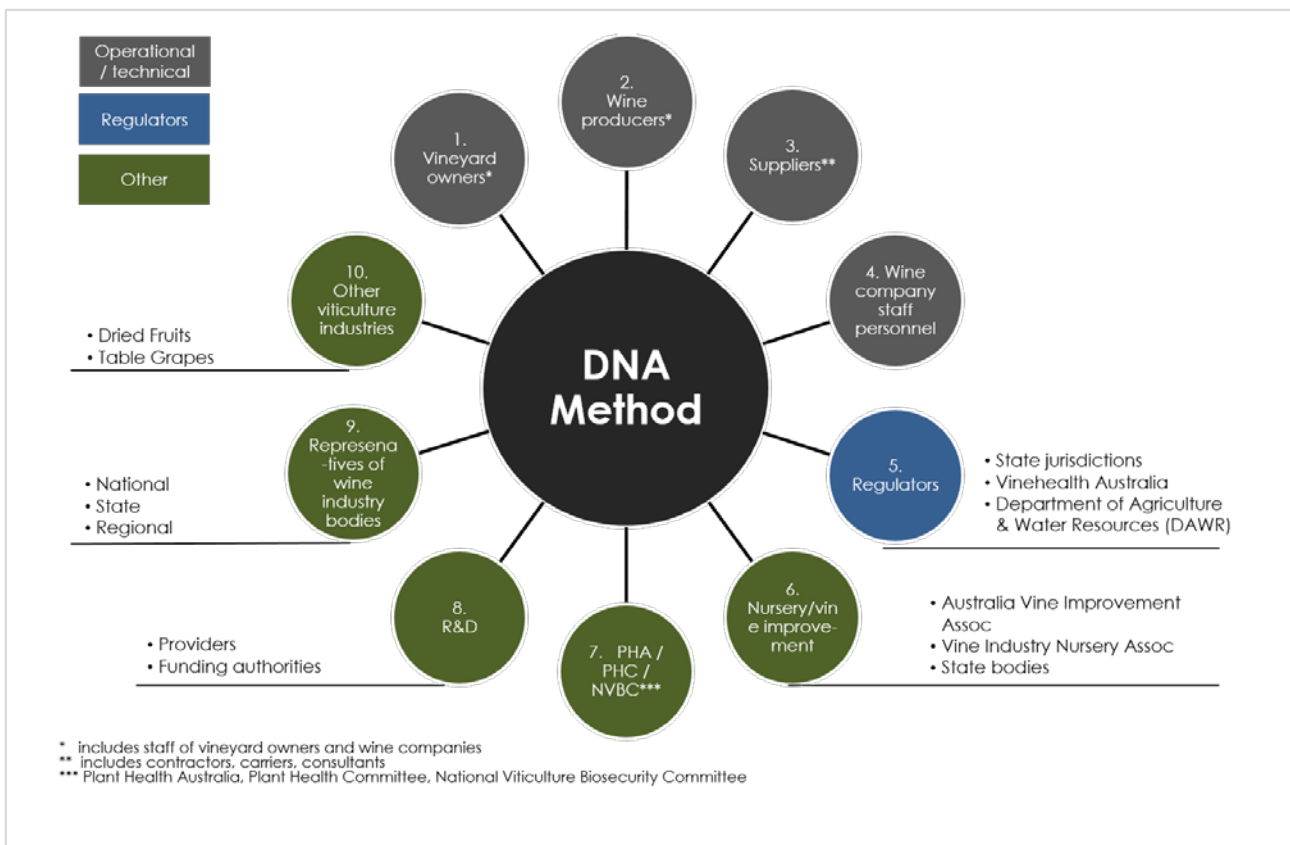 Operational
/ technical
Regulators
Other
1.
Vineyard
owners*
2.
Wine
producers*
3.
Suppliers**
4. Wine
company
staff
personnel
5.
Regulators
• State jurisdictions
• Vinehealth Australia
• Department of Agriculture
& Water Resources (DAWR)
6.
Nursery/vin
e improve-
ment
• Australia Vine Improvement
Assoc
• Vine Industry Nursery Assoc
• State bodies
7. PHA /
PHC /
NVBC***
8.
R&D
• Providers
• Funding authorities
9.
Represena
-tives of
wine
industry
bodies
• National
• State
• Regional
10.
Other
viticulture
industries
• Dried Fruits
• Table Grapes
DNA
Method
* includes staff of vineyard owners and wine companies
** includes contractors, carriers, consultants
*** Plant Health Australia, Plant Health Committee, National Viticulture Biosecurity Committee